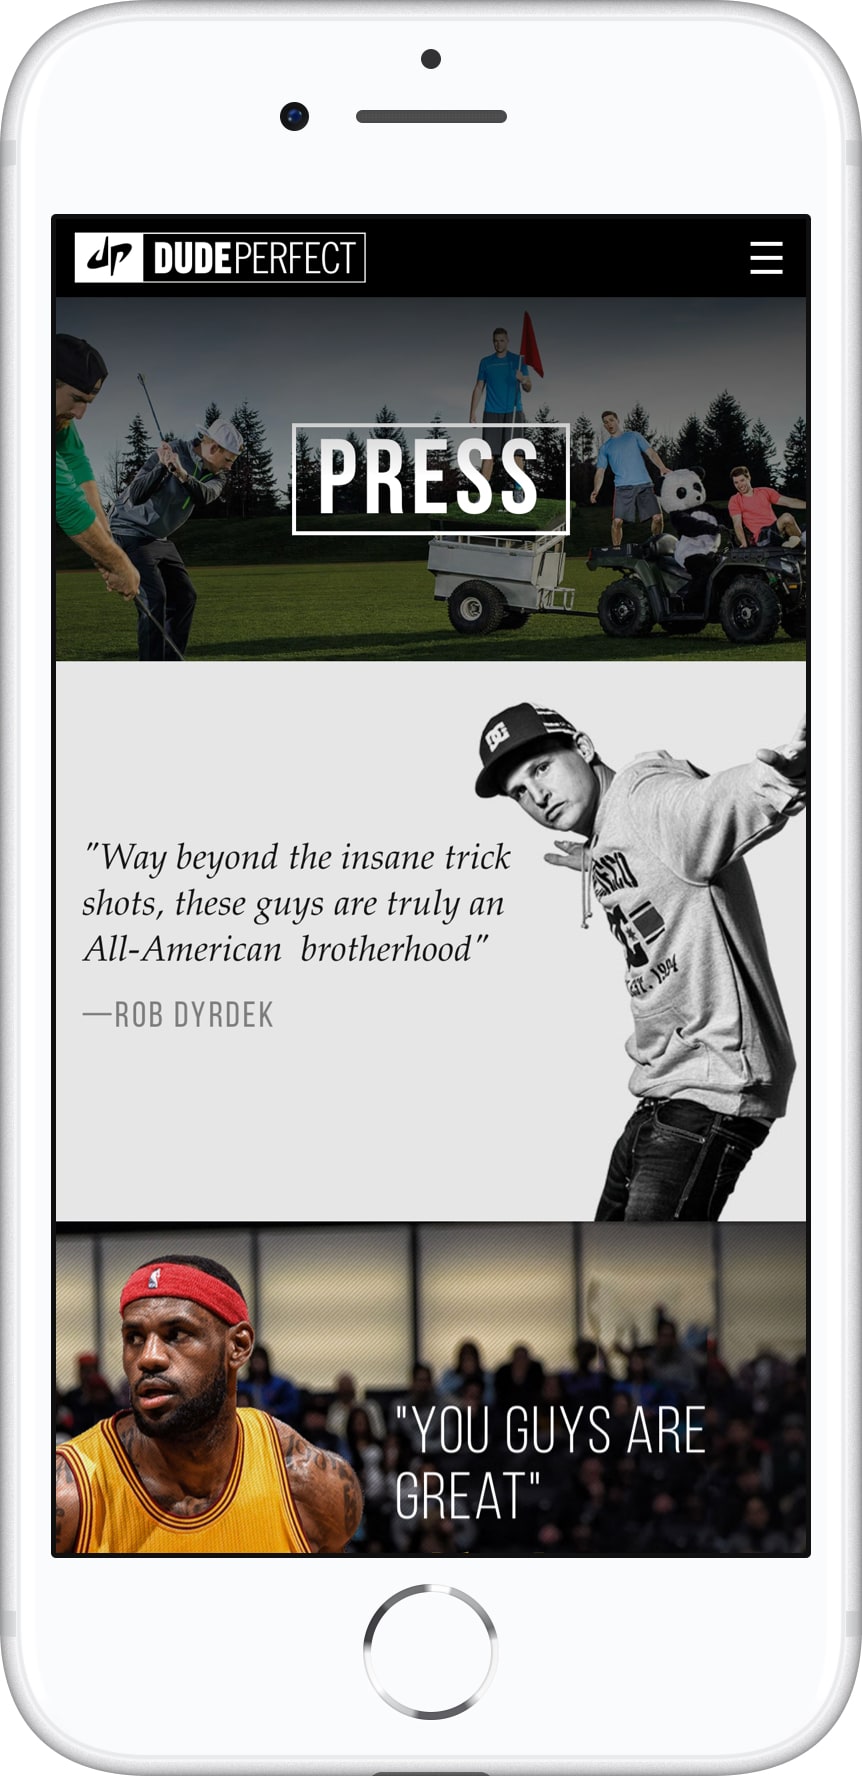 dp DUDEPERFECT
PRESS
"Way beyond the insane trick
shots, these guys are truly an
All-American brotherhood"
—ROB DYRDEK
"YOU GUYS ARE
GREAT"